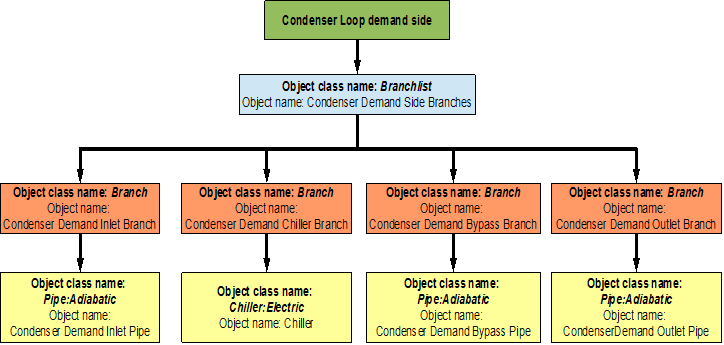 Condenser Loop demand side
Object class name: Branchlist
Object name: Condenser Demand Side Branches
Object class name: Branch
Object name:
Condenser Demand Inlet Branch
Object class name: Branch
Object name:
Condenser Demand Chiller Branch
Object class name: Branch
Object name:
Condenser Demand Bypass Branch
Object class name: Branch
Object name:
Condenser Demand Outlet Branch
Object class name:
Pipe:Adiabatic
Object name:
Condenser Demand Inlet Pipe
Object class name:
Chiller:Electric
Object name: Chiller
Object class name:
Pipe:Adiabatic
Object name:
Condenser Demand Bypass Pipe
Object class name:
Pipe:Adiabatic
Object name:
CondenserDemand Outlet Pipe